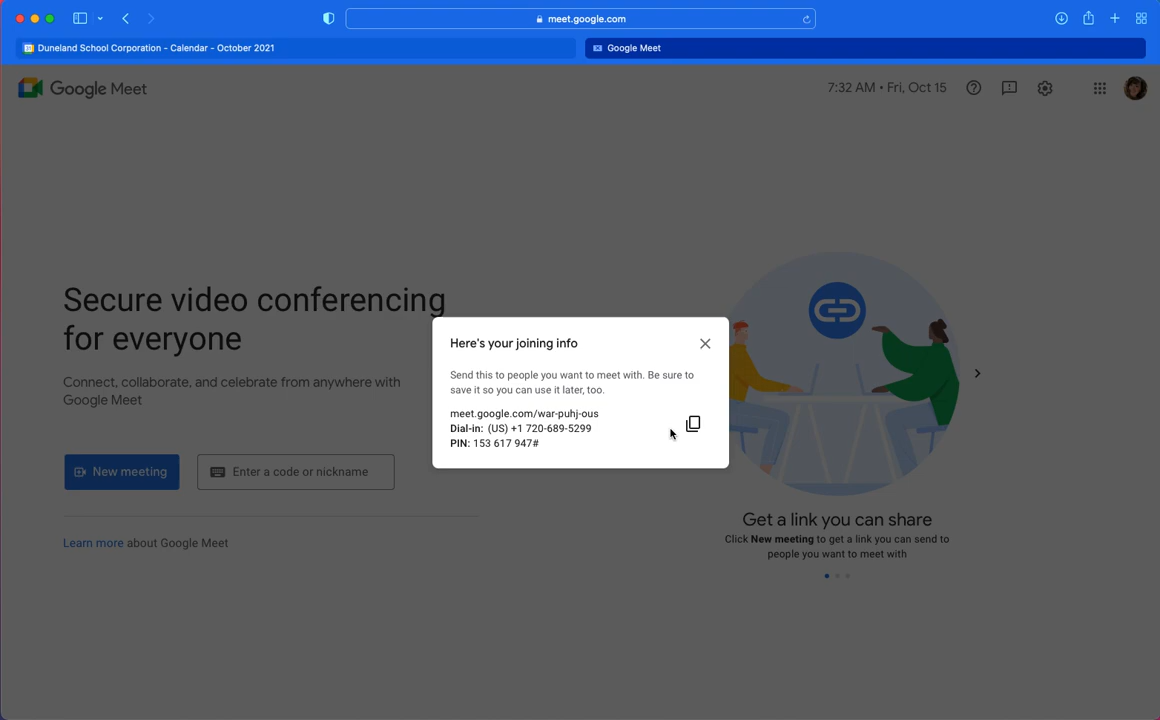 meet.google.com
Duneland School Corporation - Calendar - October 2021
Google Meet
Google Meet
7:32 AM • Fri, Oct 15
Secure video conferencing
for everyone
Connect, collaborate, and celebrate from anywhere with
Google Meet
New meeting
Enter a code or nickname
Learn more about Google Meet
Here's your joining info
Send this to people you want to meet with. Be sure to
save it so you can use it later, too.
meet.google.com/war-puhj-ous
Dial-in: (US) +1 720-689-5299
PIN: 153 617 947#
Get a link you can share
Click New meeting to get a link you can send to
people you want to meet with